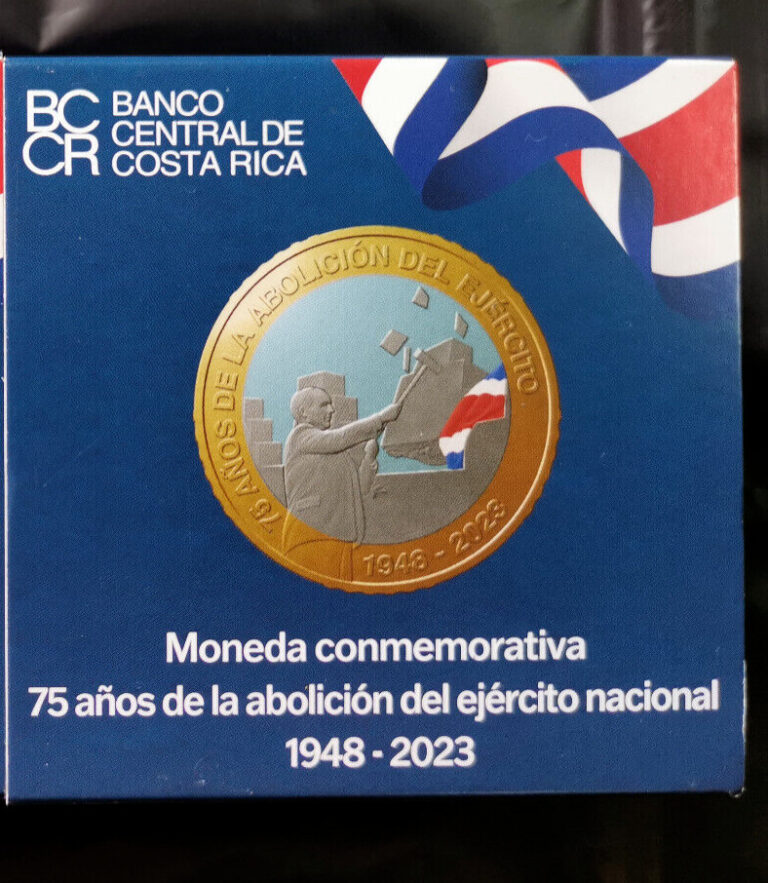 BC
CR
BANCO
CENTRAL DE
COSTA RICA
75 AÑOS DE LA ABOLICIÓN DEL EJÉRCITO
1948 - 2023
Moneda conmemorativa
75 años de la abolición del ejército nacional
1948 - 2023